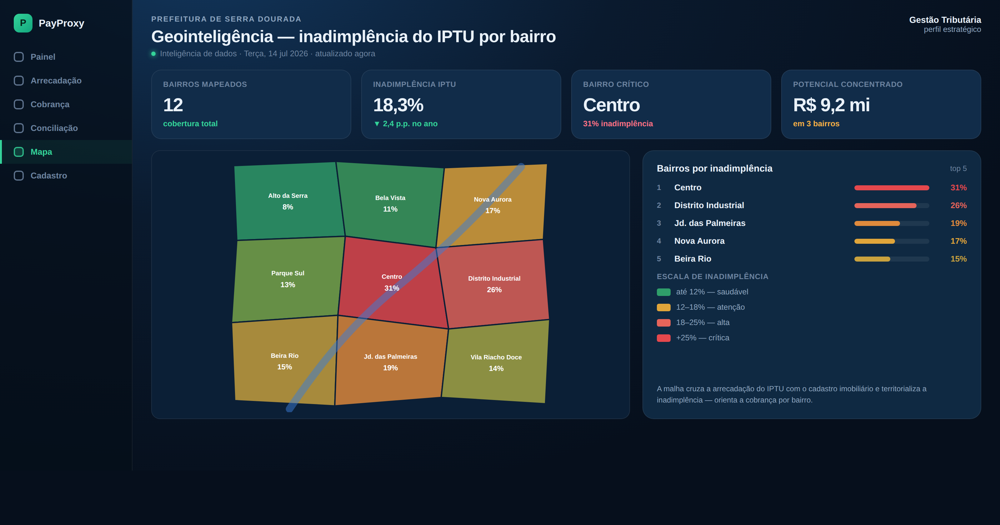 P
PayProxy
Painel
Arrecadação
Cobrança
Conciliação
Mapa
Cadastro
PREFEITURA DE SERRA DOURADA
Geointeligência — inadimplência do IPTU por bairro
Inteligência de dados · Terça, 14 jul 2026 · atualizado agora
Gestão Tributária
perfil estratégico
BAIRROS MAPEADOS
12
cobertura total
INADIMPLÊNCIA IPTU
18,3%
▼ 2,4 p.p. no ano
BAIRRO CRÍTICO
Centro
31% inadimplência
POTENCIAL CONCENTRADO
R$ 9,2 mi
em 3 bairros
Alto da Serra
8%
Bela Vista
11%
Nova Aurora
17%
Parque Sul
13%
Centro
31%
Distrito Industrial
26%
Beira Rio
15%
Jd. das Palmeiras
19%
Vila Riacho Doce
14%
Bairros por inadimplência
top 5
1 Centro 31%
2 Distrito Industrial 26%
3 Jd. das Palmeiras 19%
4 Nova Aurora 17%
5 Beira Rio 15%
ESCALA DE INADIMPLÊNCIA
até 12% — saudável
12–18% — atenção
18–25% — alta
+25% — crítica
A malha cruza a arrecadação do IPTU com o cadastro imobiliário e territorializa a
inadimplência — orienta a cobrança por bairro.